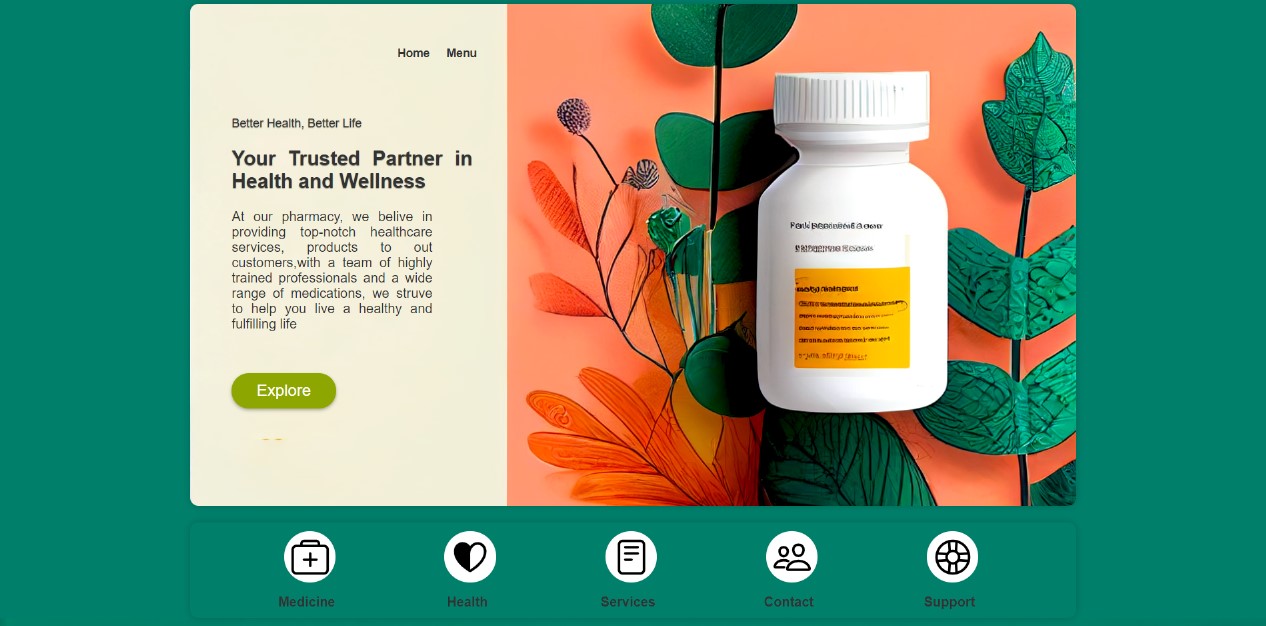 Home Menu
Better Health, Better Life
Your Trusted Partner in
Health and Wellness
At our pharmacy, we belive in
providing top-notch healthcare
services, products to out
customers,with a team of highly
trained professionals and a wide
range of medications, we struve
to help you live a healthy and
fulfilling life
Explore
Medicine Health Services Contact Support